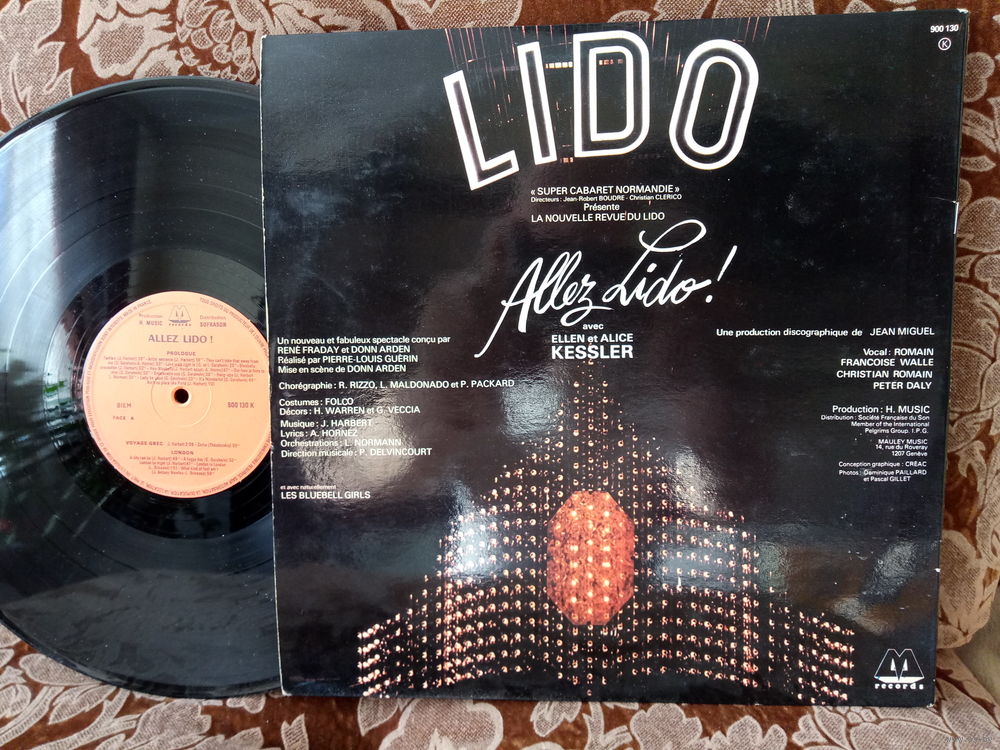 900 130
K
LIDO
« SUPER CABARET NORMANDIE »
Directeurs : Jean-Robert BOUDRE - Christian CLERICO
Présente
LA NOUVELLE REVUE DU LIDO
Allez Lido!
avec
ELLEN et ALICE
KESSLER
Un nouveau et fabuleux spectacle conçu par
RENÉ FRADAY et DONN ARDEN
Réalisé par PIERRE-LOUIS GUÉRIN
Mise en scène de DONN ARDEN
Chorégraphie : R. RIZZO, L. MALDONADO et P. PACKARD
Costumes : FOLCO
Décors : H. WARREN et G. VECCIA
Musique : J. HARBERT
Lyrics : A. HORNEZ
Orchestrations : L. NORMANN
Direction musicale : P. DELVINCOURT
et avec naturellement
LES BLUEBELL GIRLS
Une production discographique de JEAN MIGUEL
Vocal : ROMAIN
FRANCOISE WALLE
CHRISTIAN ROMAIN
PETER DALY
Production : H. MUSIC
Distribution : Société Française du Son
Member of the International
Pelgrims Group. I.P.G.
MAULEY MUSIC
14, rue du Roveray
1207 Genève
Conception graphique : CRÉAC
Photos : Dominique PAILLARD
et Pascal GILLET
records
Production Distribution
H MUSIC records SOFRASON
ALLEZ LIDO !
PROLOGUE
BIEM
FACE A
900 130 K
VOYAGE GREC
LONDON